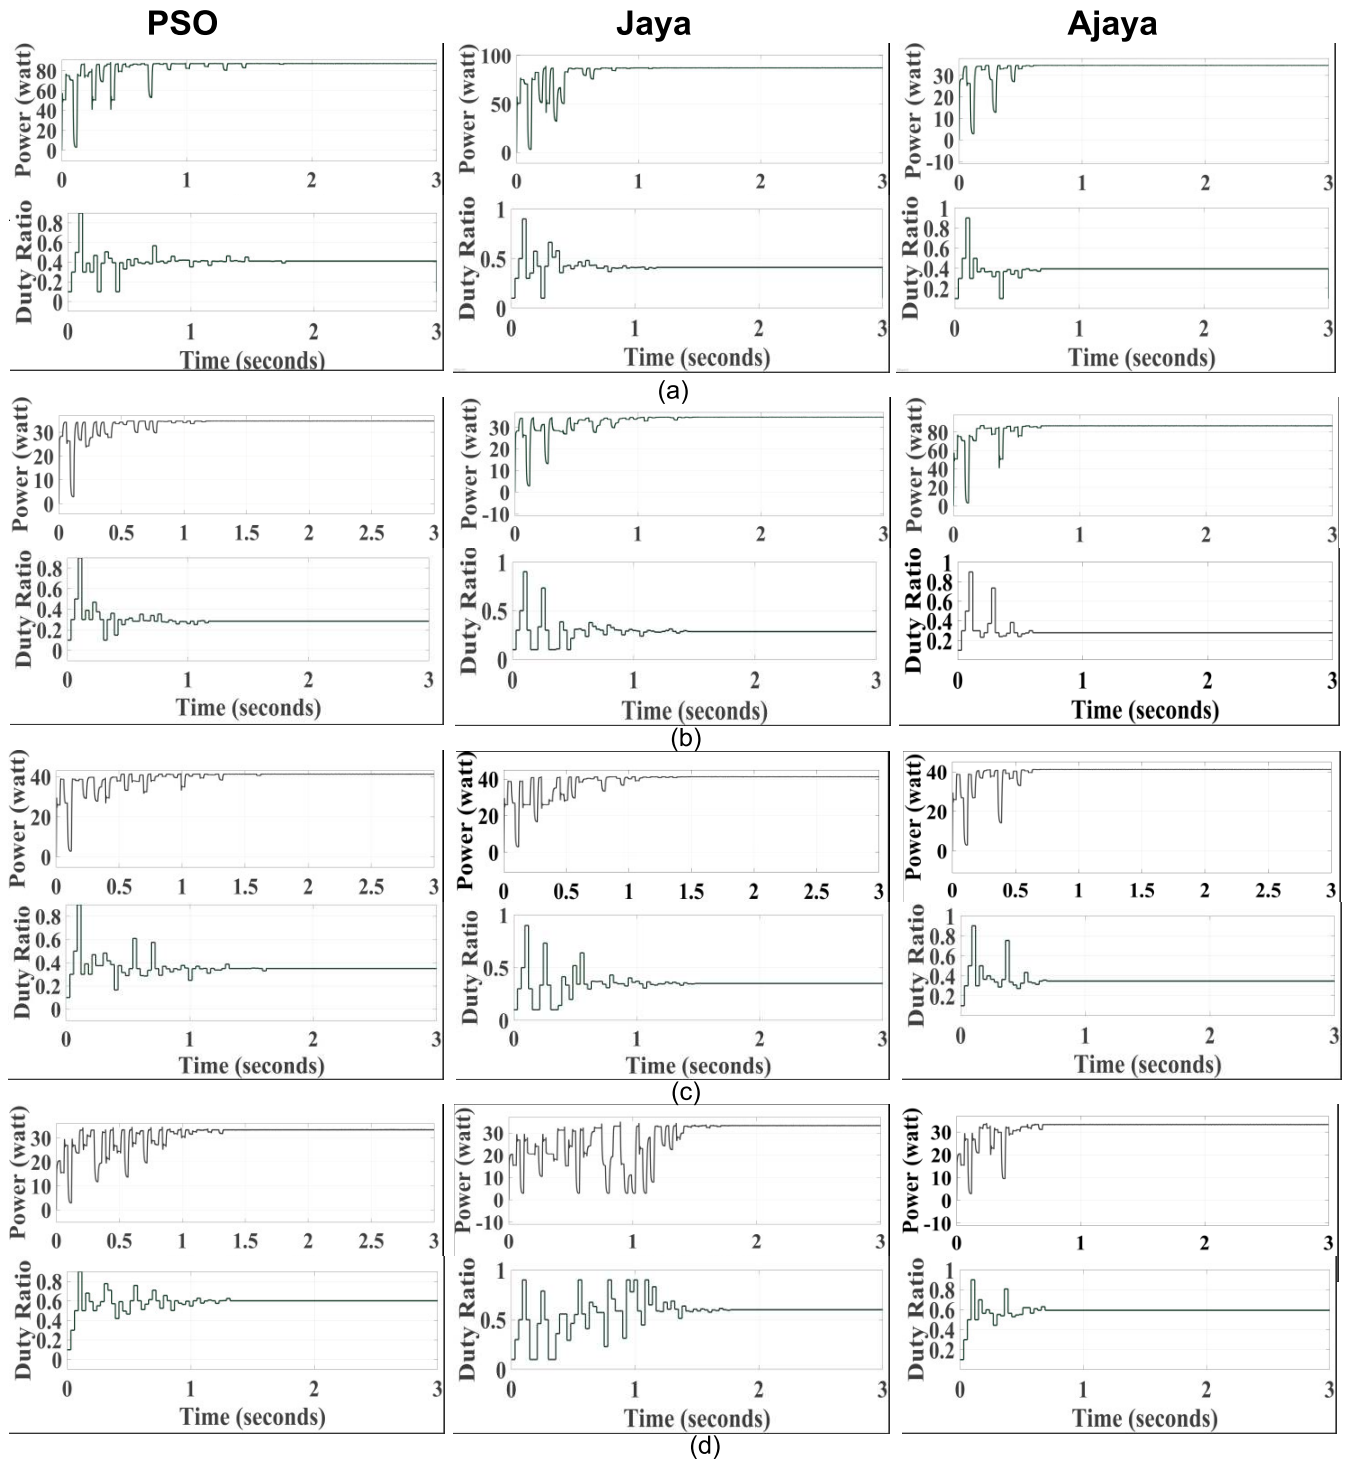 PSO Jaya Ajaya
Power (watt) 80 60 40 20 0
0 1 2 3
Duty Ratio 0.8 0.6 0.4 0.2 0
0 1 2 3
Time (seconds)
Power (watt) 100 50 0
0 1 2 3
Duty Ratio 1 0.5 0
0 1 2 3
Time (seconds)
Power (watt) 30 20 10 0 -10
0 1 2 3
Duty Ratio 1 0.8 0.6 0.4 0.2
0 1 2 3
Time (seconds)
(a)
Power (watt) 30 20 10 0
0 0.5 1 1.5 2 2.5 3
Duty Ratio 0.8 0.6 0.4 0.2 0
0 1 2 3
Time (seconds)
Power (watt) 30 20 10 0 -10
0 1 2 3
Duty Ratio 1 0.5 0
0 1 2 3
Time (seconds)
Power (watt) 80 60 40 20 0
0 1 2 3
Duty Ratio 1 0.8 0.6 0.4 0.2
0 1 2 3
Time (seconds)
(b)
Power (watt) 40 20 0
0 0.5 1 1.5 2 2.5 3
Duty Ratio 0.8 0.6 0.4 0.2 0
0 1 2 3
Time (seconds)
Power (watt) 40 20 0
0 0.5 1 1.5 2 2.5 3
Duty Ratio 1 0.5 0
0 1 2 3
Time (seconds)
Power (watt) 40 20 0
0 0.5 1 1.5 2 2.5 3
Duty Ratio 1 0.8 0.6 0.4 0.2
0 1 2 3
Time (seconds)
(c)
Power (watt) 30 20 10 0
0 0.5 1 1.5 2 2.5 3
Duty Ratio 0.8 0.6 0.4 0.2 0
0 1 2 3
Time (seconds)
Power (watt) 30 20 10 0 -10
0 1 2 3
Duty Ratio 1 0.5 0
0 1 2 3
Time (seconds)
Power (watt) 30 20 10 0 -10
0 1 2 3
Duty Ratio 1 0.8 0.6 0.4 0.2
0 1 2 3
Time (seconds)
(d)